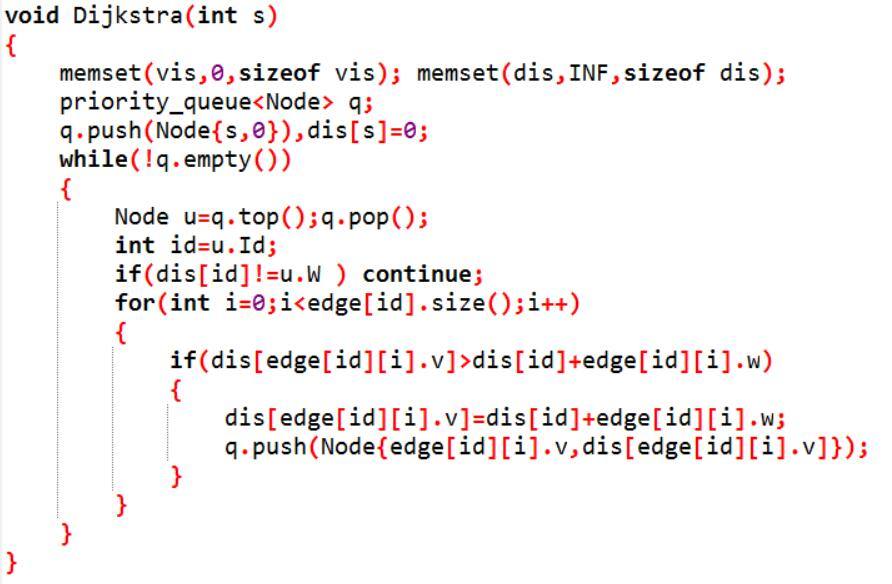 void Dijkstra(int s)
{
    memset(vis,0,sizeof vis); memset(dis,INF,sizeof dis);
    priority_queue<Node> q;
    q.push(Node{s,0}),dis[s]=0;
    while(!q.empty())
    {
        Node u=q.top();q.pop();
        int id=u.Id;
        if(dis[id]!=u.W ) continue;
        for(int i=0;i<edge[id].size();i++)
        {
            if(dis[edge[id][i].v]>dis[id]+edge[id][i].w)
            {
                dis[edge[id][i].v]=dis[id]+edge[id][i].w;
                q.push(Node{edge[id][i].v,dis[edge[id][i].v]});
            }
        }
    }
}